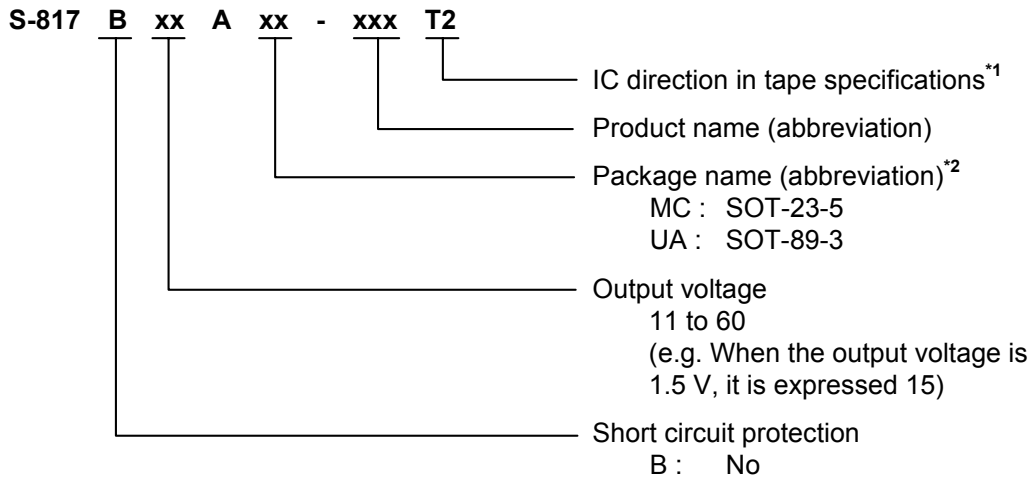 S-817 B xx A xx - xxx T2
IC direction in tape specifications*1
Product name (abbreviation)
Package name (abbreviation)*2
MC : SOT-23-5
UA : SOT-89-3
Output voltage
11 to 60
(e.g. When the output voltage is
1.5 V, it is expressed 15)
Short circuit protection
B : No